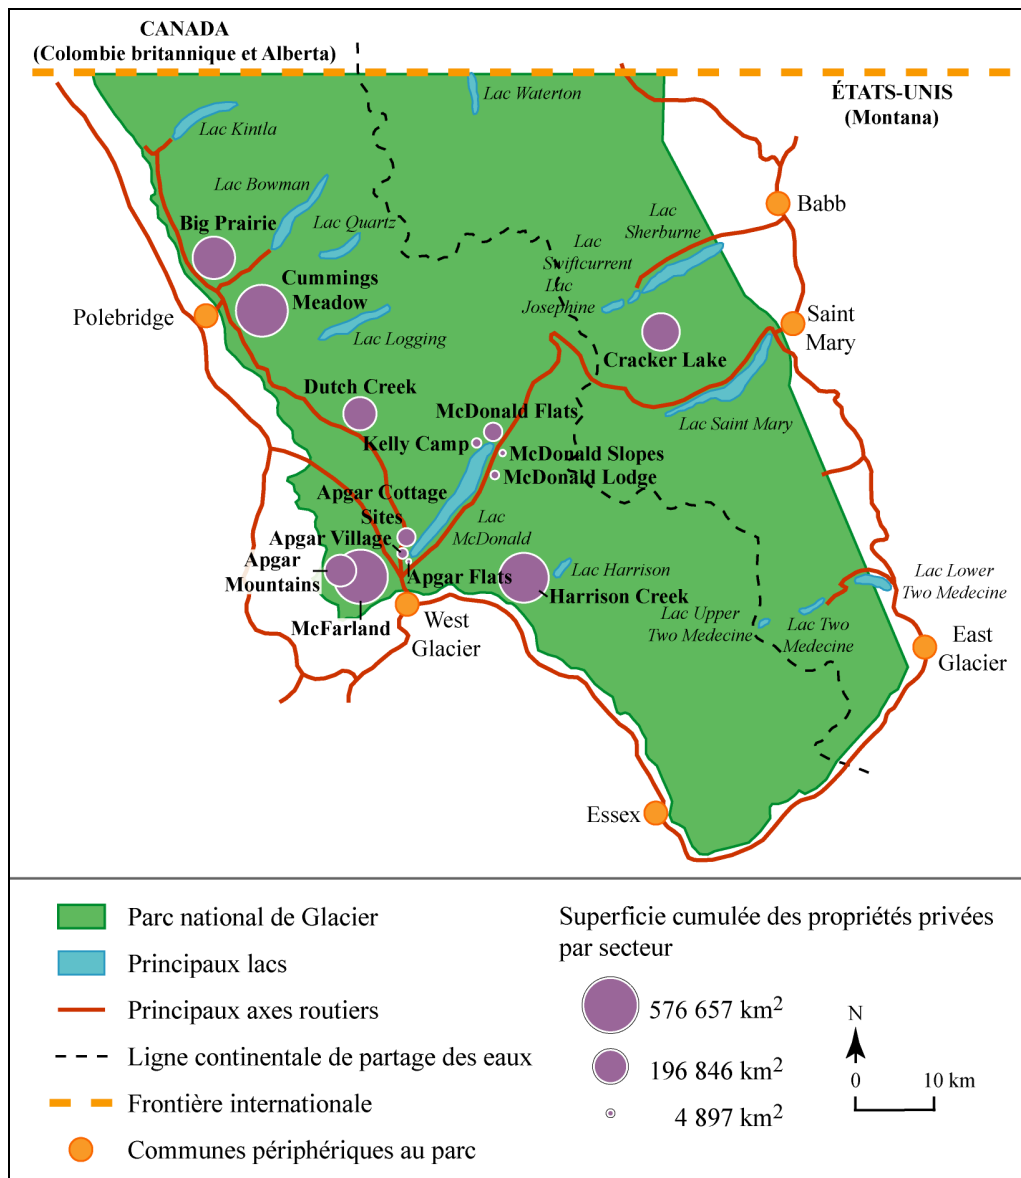 CANADA
(Colombie britannique et Alberta)
ÉTATS-UNIS
(Montana)
Lac Waterton
Lac Kintla
Lac Bowman
Big Prairie
Lac Quartz
Lac
Sherburne
Babb
Lac
Swiftcurrent
Cummings
Meadow
Lac
Josephine
Polebridge
Saint
Mary
Lac Logging
Cracker Lake
Dutch Creek
McDonald Flats
Lac Saint Mary
Kelly Camp
McDonald Slopes
McDonald Lodge
Apgar Cottage
Sites
Lac
McDonald
Apgar Village
Apgar
Mountains
Apgar Flats
Lac Harrison
Harrison Creek
Lac Lower
Two Medecine
Lac Upper
Two Medecine
Lac Two
Medecine
McFarland
West
Glacier
East
Glacier
Essex
Parc national de Glacier
Principaux lacs
Principaux axes routiers
Ligne continentale de partage des eaux
Frontière internationale
Communes périphériques au parc
Superficie cumulée des propriétés privées
par secteur
576 657 km2
196 846 km2
4 897 km2
N
0 10 km